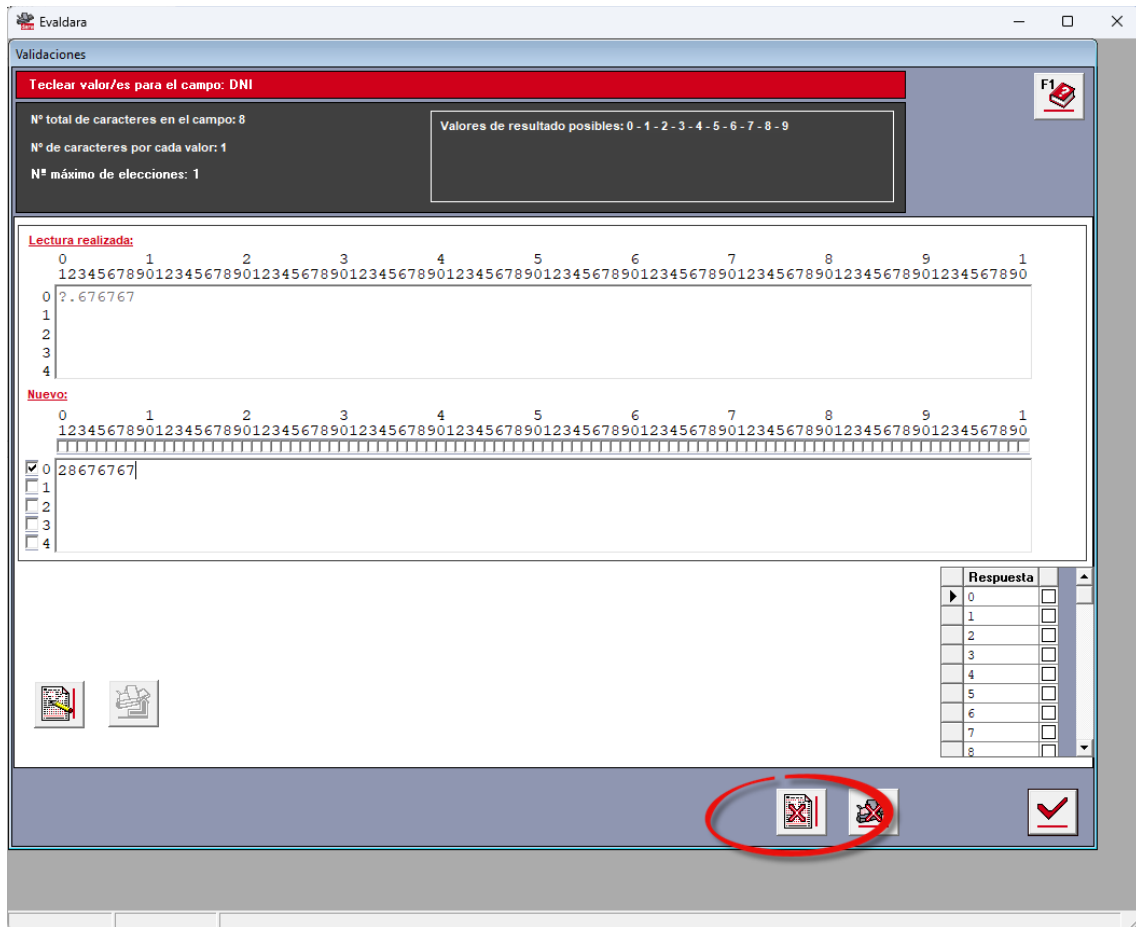 Evaldara
Validaciones
Teclear valor/es para el campo: DNI
F1
Nº total de caracteres en el campo: 8
Nº de caracteres por cada valor: 1
Nª máximo de elecciones: 1
Valores de resultado posibles: 0 - 1 - 2 - 3 - 4 - 5 - 6 - 7 - 8 - 9
Lectura realizada:
0 1 2 3 4 5 6 7 8 9 1
1234567890123456789012345678901234567890123456789012345678901234567890123456789012345678901234567890
0 ?.676767
1
2
3
4
Nuevo:
0 1 2 3 4 5 6 7 8 9 1
1234567890123456789012345678901234567890123456789012345678901234567890123456789012345678901234567890
0 28676767
1
2
3
4
Respuesta
0
1
2
3
4
5
6
7
8